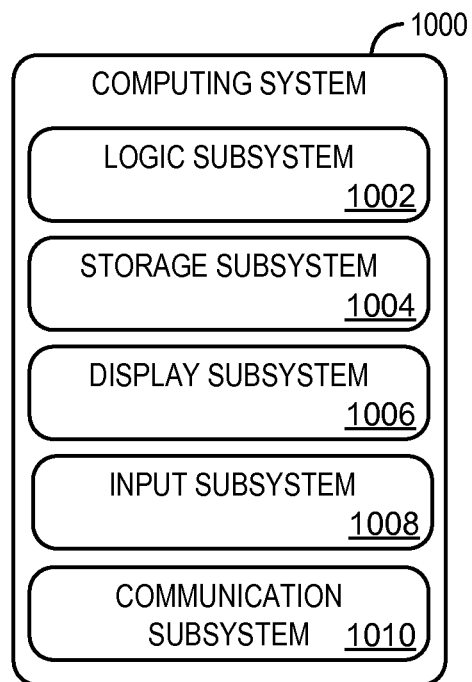 1000
COMPUTING SYSTEM
LOGIC SUBSYSTEM
1002
STORAGE SUBSYSTEM
1004
DISPLAY SUBSYSTEM
1006
INPUT SUBSYSTEM
1008
COMMUNICATION
SUBSYSTEM 1010